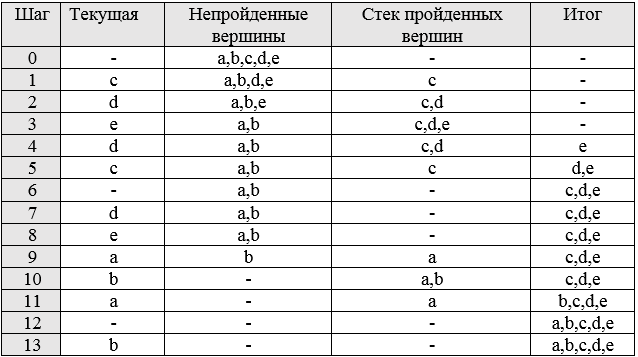 Шаг Текущая Непройденные вершины Стек пройденных вершин Итог
0 - a,b,c,d,e - -
1 c a,b,d,e c -
2 d a,b,e c,d -
3 e a,b c,d,e -
4 d a,b c,d e
5 c a,b c d,e
6 - a,b - c,d,e
7 d a,b - c,d,e
8 e a,b - c,d,e
9 a b a c,d,e
10 b - a,b c,d,e
11 a - a b,c,d,e
12 - - - a,b,c,d,e
13 b - - a,b,c,d,e